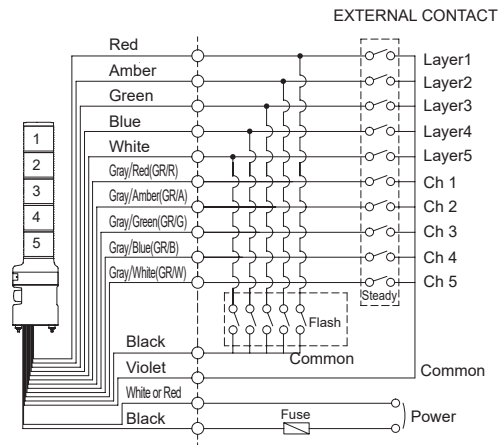 EXTERNAL CONTACT
Red
Layer1
Amber
Layer2
Green
Layer3
Blue
Layer4
White
Layer5
Gray/Red(GR/R)
Ch 1
Gray/Amber(GR/A)
Ch 2
Gray/Green(GR/G)
Ch 3
Gray/Blue(GR/B)
Ch 4
Gray/White(GR/W)
Ch 5
1
2
3
4
5
Steady
Flash
Black
Common
Violet
Common
White or Red
Black
Fuse
Power